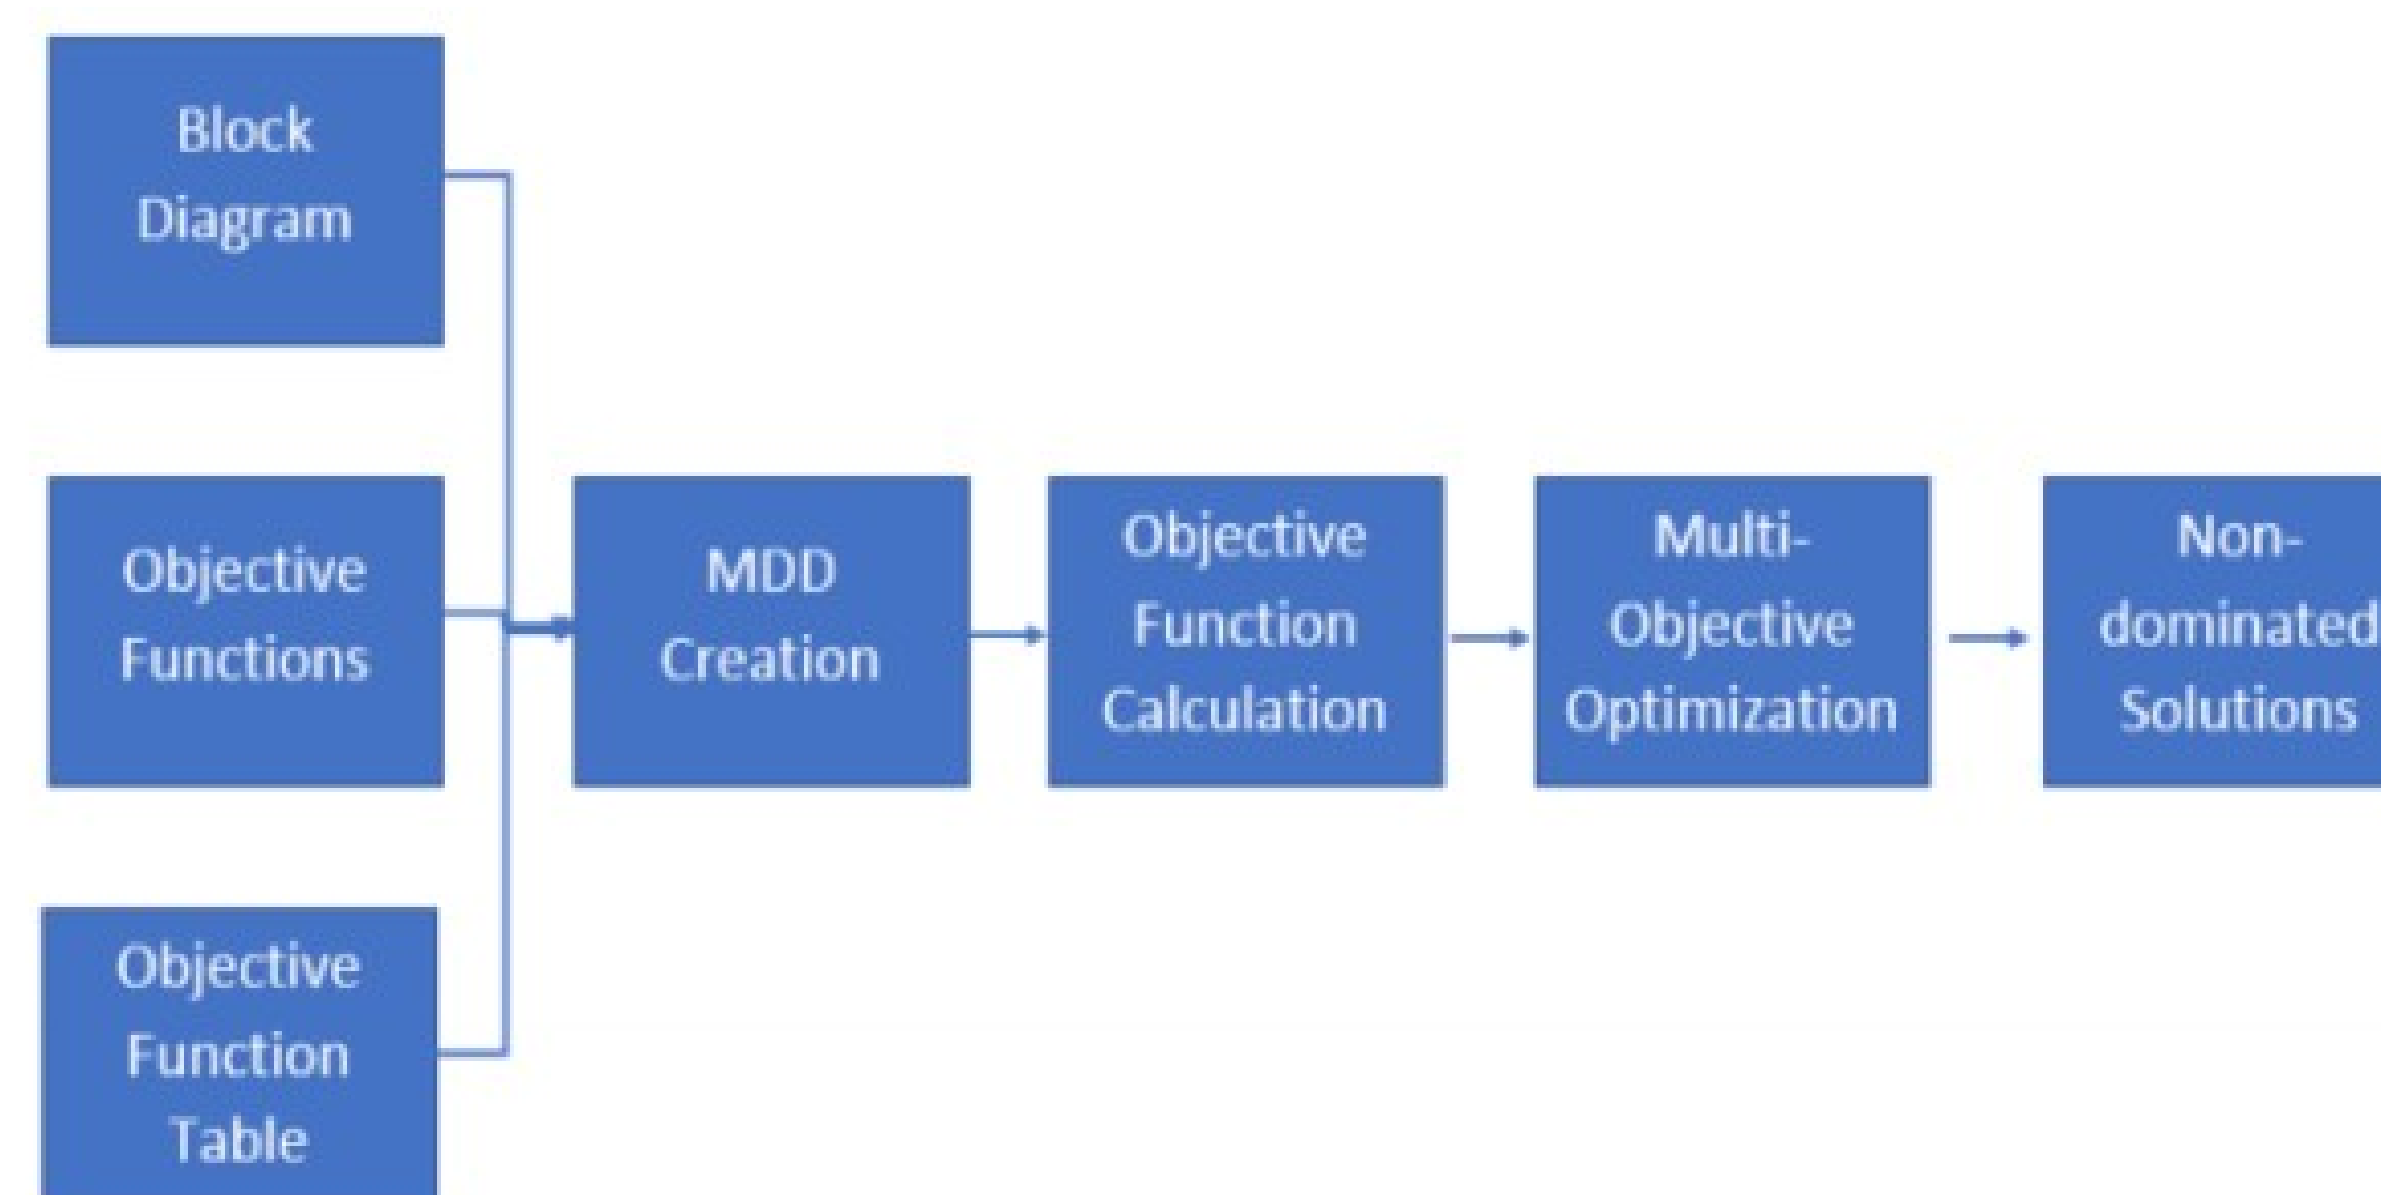 Block
Diagram
Objective
Functions
Objective
Function
Table
MDD
Creation
Objective
Function
Calculation
Multi-
Objective
Optimization
Non-
dominated
Solutions